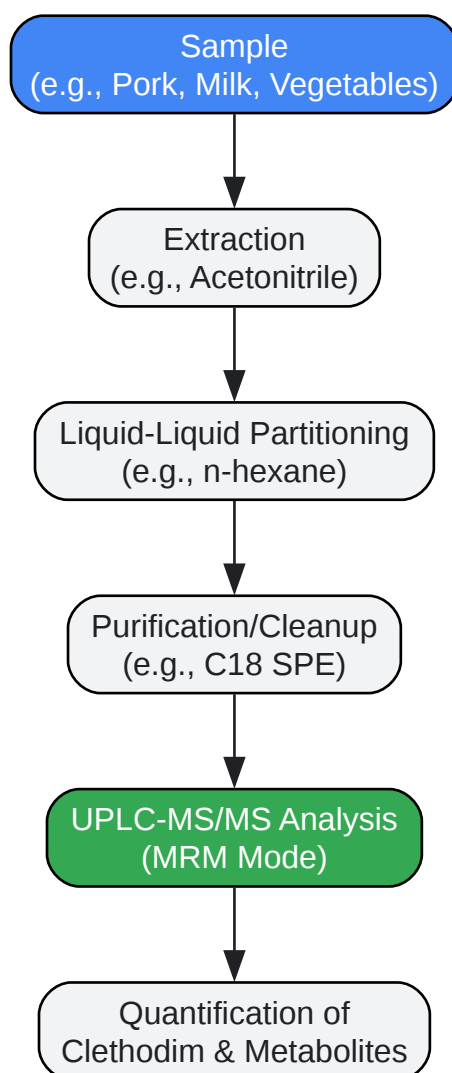 Sample
(e.g., Pork, Milk, Vegetables)
Extraction
(e.g., Acetonitrile)
Liquid-Liquid Partitioning
(e.g., n-hexane)
Purification/Cleanup
(e.g., C18 SPE)
UPLC-MS/MS Analysis
(MRM Mode)
Quantification of
Clethodim & Metabolites